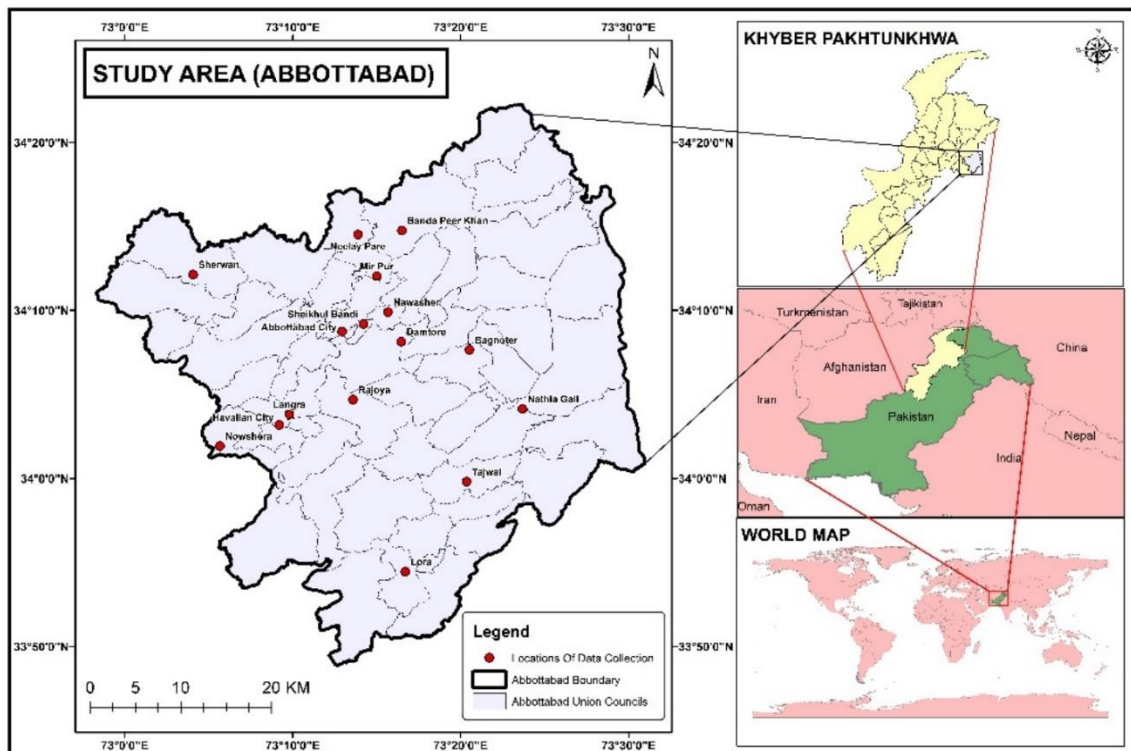 73°0'0"E 73°10'0"E 73°20'0"E 73°30'0"E
STUDY AREA (ABBOTTABAD)
N
34°20'0"N
34°20'0"N
Banda Peer Khan
Neelay Pare
Sherwan
Mir Pur
34°10'0"N
34°10'0"N
Nawasher
Sheikhul Bandi
Abbottabad City
Damtore
Bagnoter
Rajoya
Nathia Gali
Langra
Havalian City
Nowshera
34°0'0"N
34°0'0"N
Tajwal
Lora
33°50'0"N
33°50'0"N
Legend
Locations Of Data Collection
Abbottabad Boundary
Abbottabad Union Councils
0 5 10 20 KM
73°0'0"E 73°10'0"E 73°20'0"E 73°30'0"E
KHYBER PAKHTUNKHWA
Turkmenistan
Tajikistan
China
Afghanistan
Iran
Pakistan
Nepal
India
Oman
WORLD MAP